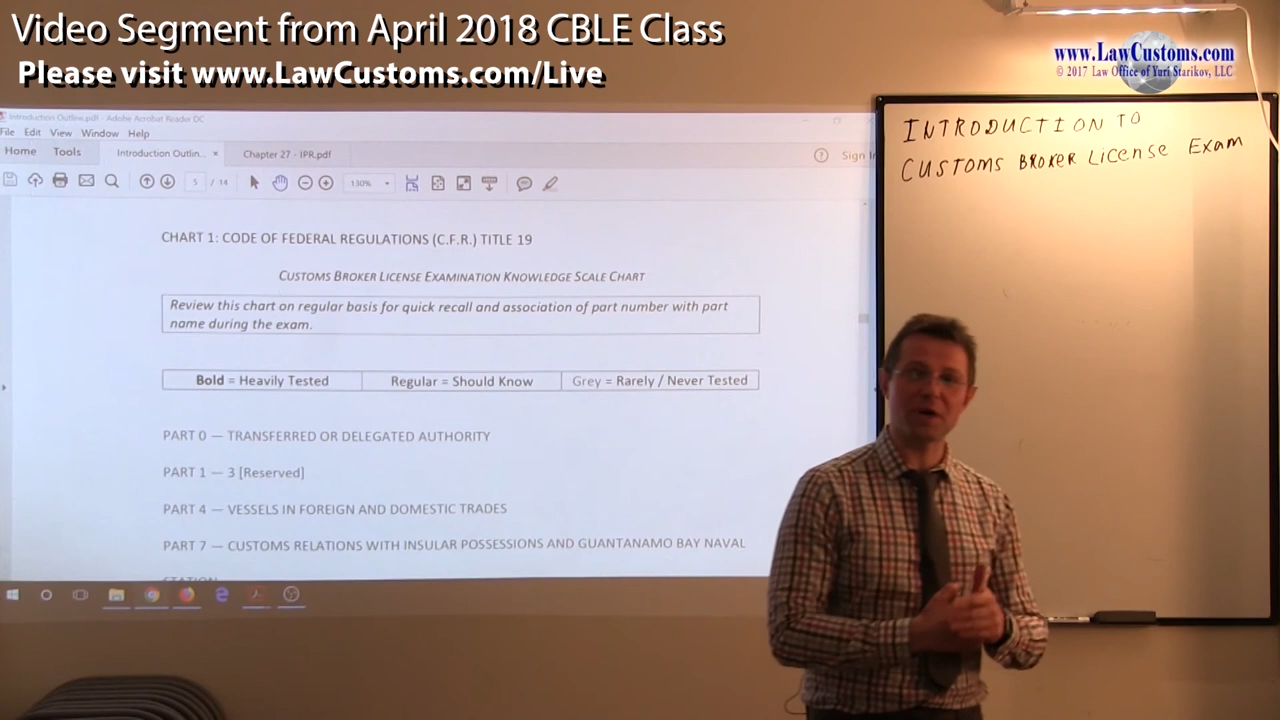 Video Segment from April 2018 CBLE Class
Please visit www.LawCustoms.com/Live
www.LawCustoms.com
© 2017 Law Office of Yuri Starikov, LLC
Introduction Outline.pdf - Adobe Acrobat Reader DC
File Edit View Window Help
Home Tools Introduction Outlin... × Chapter 27 - IPR.pdf Sign In
5 / 14 130%
CHART 1: CODE OF FEDERAL REGULATIONS (C.F.R.) TITLE 19
CUSTOMS BROKER LICENSE EXAMINATION KNOWLEDGE SCALE CHART
Review this chart on regular basis for quick recall and association of part number with part
name during the exam.
Bold = Heavily Tested Regular = Should Know Grey = Rarely / Never Tested
PART 0 — TRANSFERRED OR DELEGATED AUTHORITY
PART 1 — 3 [Reserved]
PART 4 — VESSELS IN FOREIGN AND DOMESTIC TRADES
PART 7 — CUSTOMS RELATIONS WITH INSULAR POSSESSIONS AND GUANTANAMO BAY NAVAL
STATION
INTRODUCTION TO
CUSTOMS BROKER LICENSE EXAM